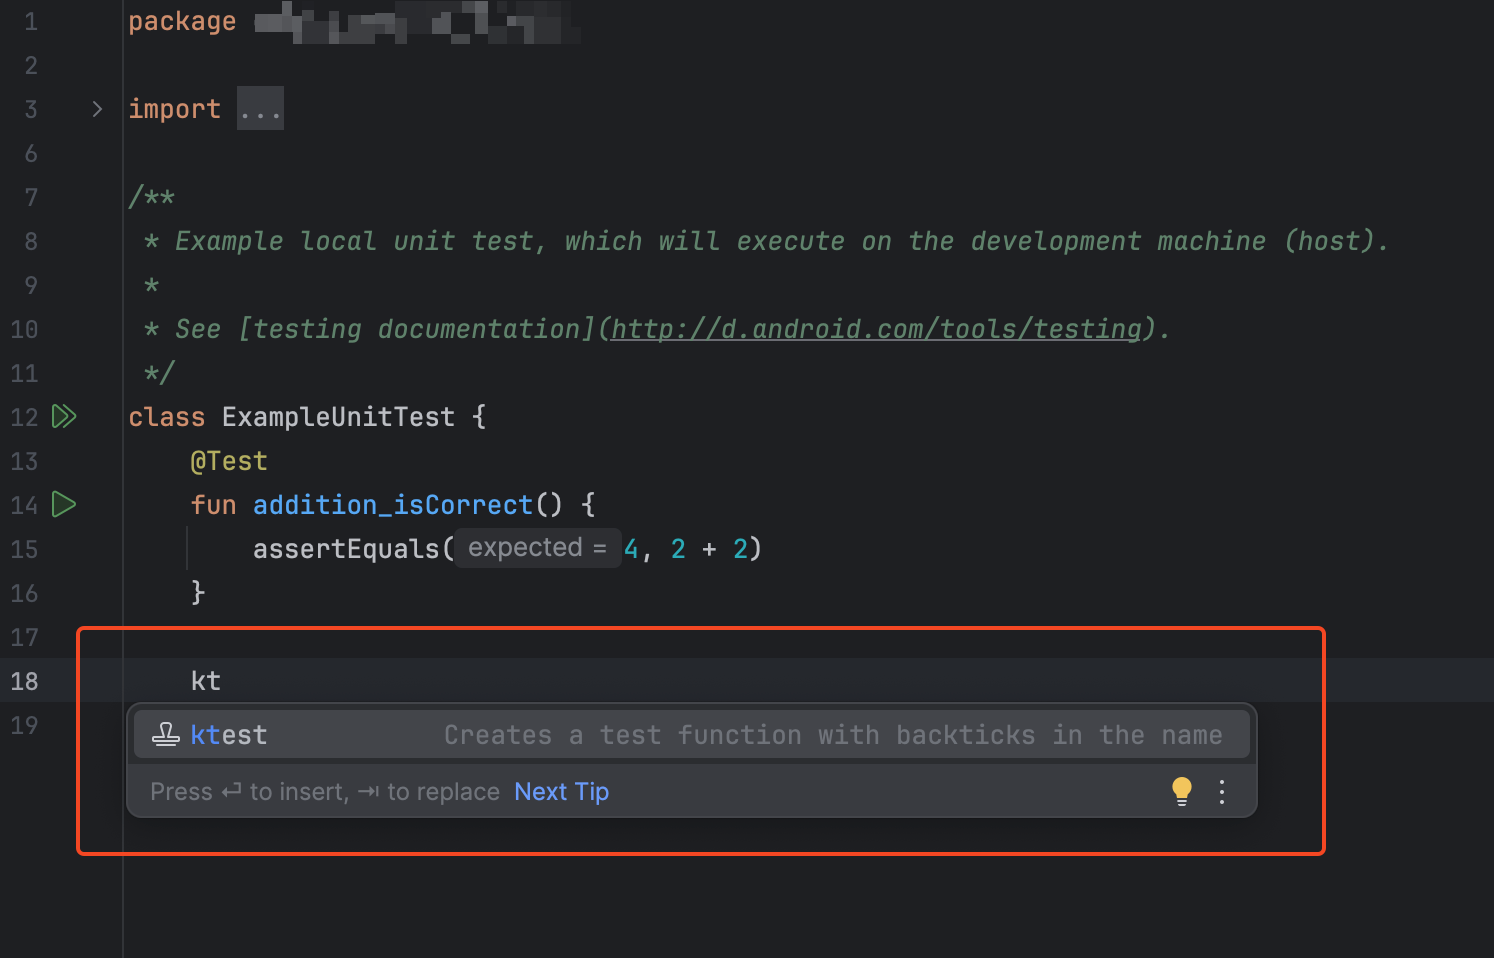 1 package
2
3 import ...
6
7 /**
8 * Example local unit test, which will execute on the development machine (host).
9 *
10 * See [testing documentation](http://d.android.com/tools/testing).
11 */
12 class ExampleUnitTest {
13 @Test
14 fun addition_isCorrect() {
15 assertEquals( expected = 4, 2 + 2)
16 }
17
18 kt
19
ktest Creates a test function with backticks in the name
Press ⏎ to insert, ⇥ to replace Next Tip